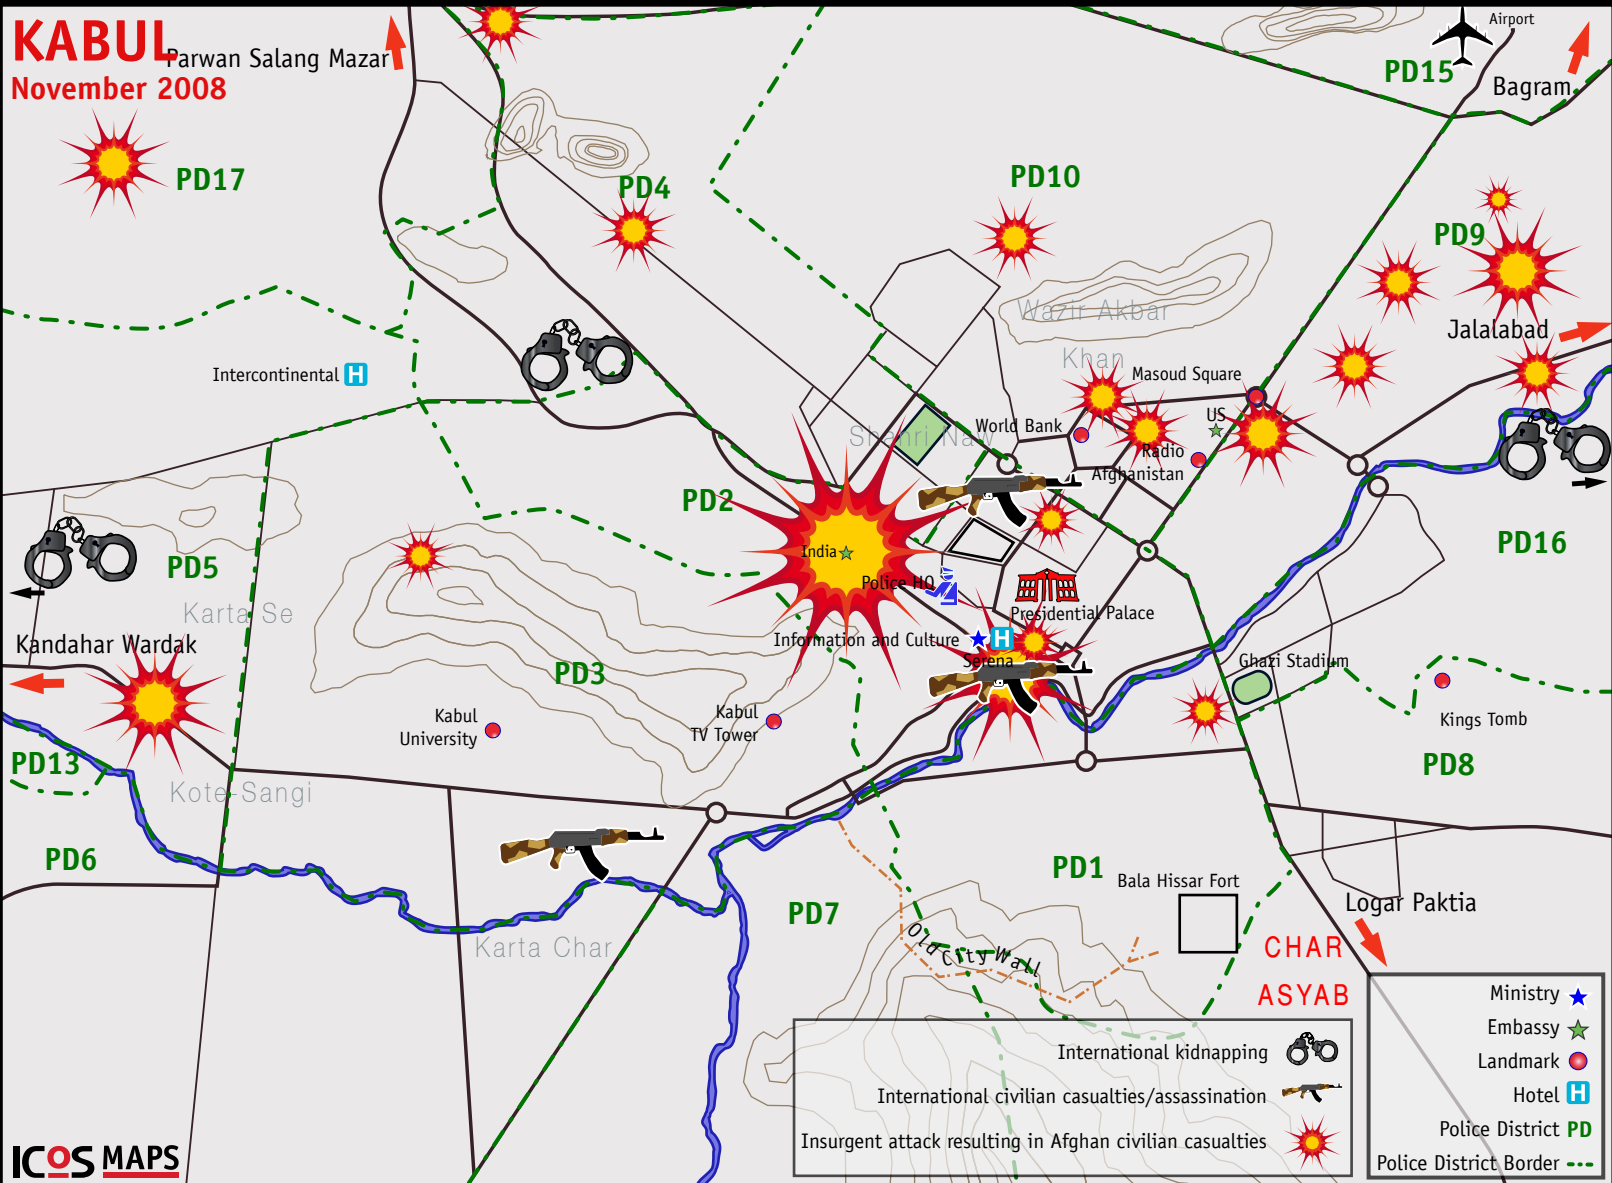 KABUL
November 2008
Parwan Salang Mazar
Airport
PD15
Bagram
PD17
PD4
PD10
PD9
Wazir Akbar
Khan
Jalalabad
Intercontinental H
Masoud Square
US
World Bank
Radio
Afghanistan
Shahri Naw
PD2
PD16
PD5
India
Police HQ
Karta Se
Presidential Palace
Kandahar Wardak
Information and Culture H
Serena
PD3
Ghazi Stadium
Kabul
University
Kabul
TV Tower
Kings Tomb
PD13
PD8
Kote-Sangi
PD6
PD1
Bala Hissar Fort
PD7
Logar Paktia
Karta Char
Old City Wall
CHAR
ASYAB
International kidnapping
International civilian casualties/assassination
Insurgent attack resulting in Afghan civilian casualties
Ministry
Embassy
Landmark
Hotel H
Police District PD
Police District Border
ICOS MAPS